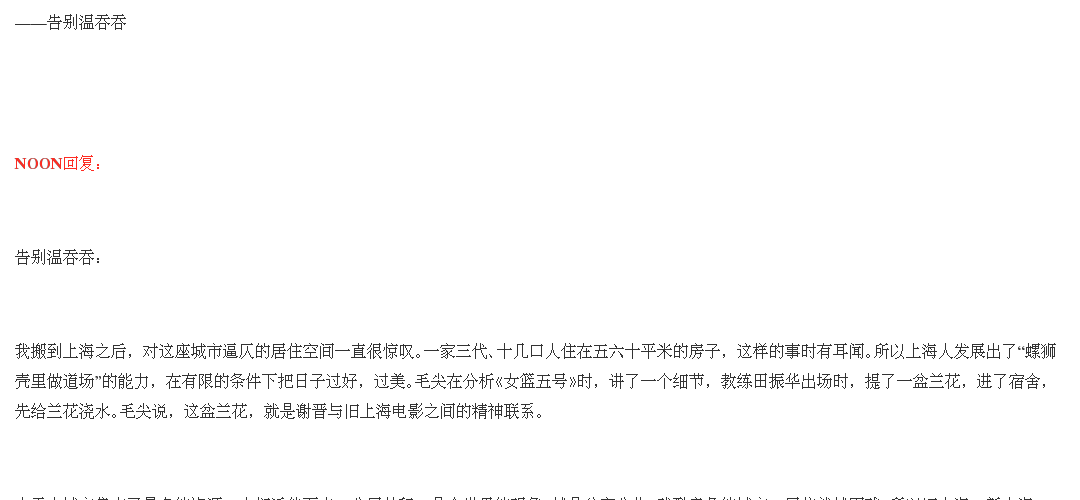 ——告别温吞吞
NOON回复：
告别温吞吞：
我搬到上海之后，对这座城市逼仄的居住空间一直很惊叹。一家三代、十几口人住在五六十平米的房子，这样的事时有耳闻。所以上海人发展出了“螺蛳
壳里做道场”的能力，在有限的条件下把日子过好，过美。毛尖在分析《女篮五号》时，讲了一个细节，教练田振华出场时，提了一盆兰花，进了宿舍，
先给兰花浇水。毛尖说，这盆兰花，就是谢晋与旧上海电影之间的精神联系。